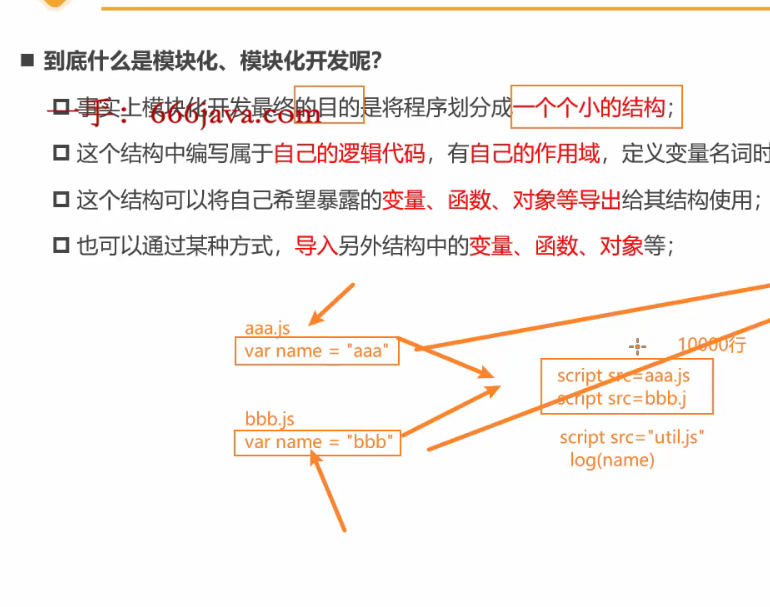 到底什么是模块化、模块化开发呢？
事实上模块化开发最终的目的是将程序划分成一个个小的结构；
一手：666java.com
这个结构中编写属于自己的逻辑代码，有自己的作用域，定义变量名词时
这个结构可以将自己希望暴露的变量、函数、对象等导出给其结构使用；
也可以通过某种方式，导入另外结构中的变量、函数、对象等；
aaa.js
var name = "aaa"
10000行
script src=aaa.js
script src=bbb.j
bbb.js
var name = "bbb"
script src="util.js"
log(name)